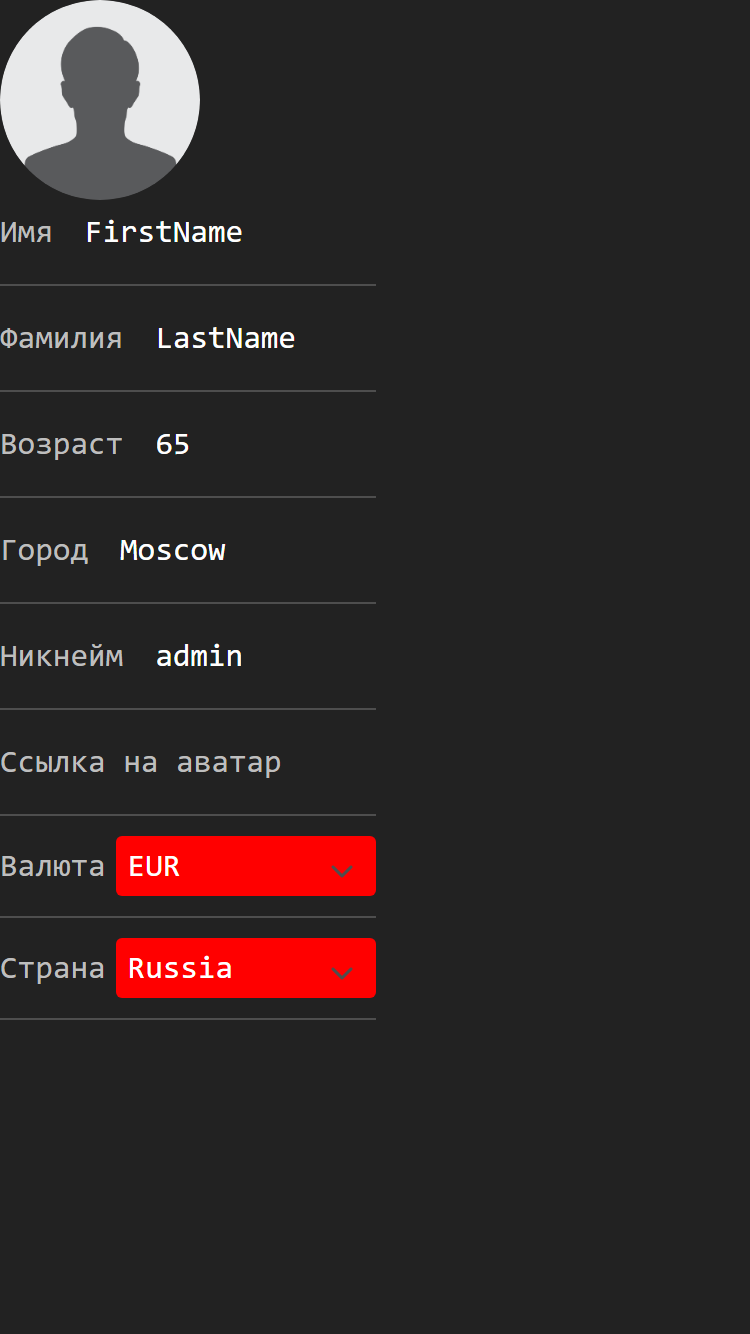 Имя FirstName
Фамилия LastName
Возраст 65
Город Moscow
Никнейм admin
Ссылка на аватар
Валюта EUR
Страна Russia